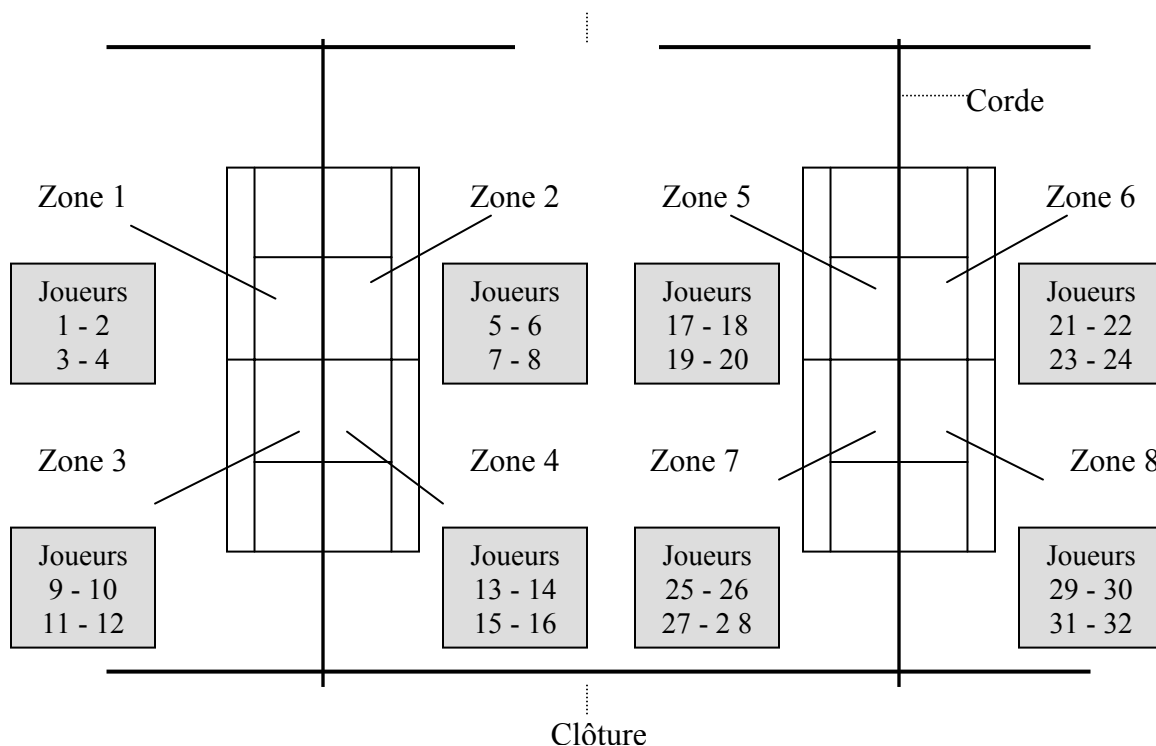 Corde
Zone 1
Zone 2
Zone 5
Zone 6
Joueurs
1 - 2
3 - 4
Joueurs
5 - 6
7 - 8
Joueurs
17 - 18
19 - 20
Joueurs
21 - 22
23 - 24
Zone 3
Zone 4
Zone 7
Zone 8
Joueurs
9 - 10
11 - 12
Joueurs
13 - 14
15 - 16
Joueurs
25 - 26
27 - 2 8
Joueurs
29 - 30
31 - 32
Clôture